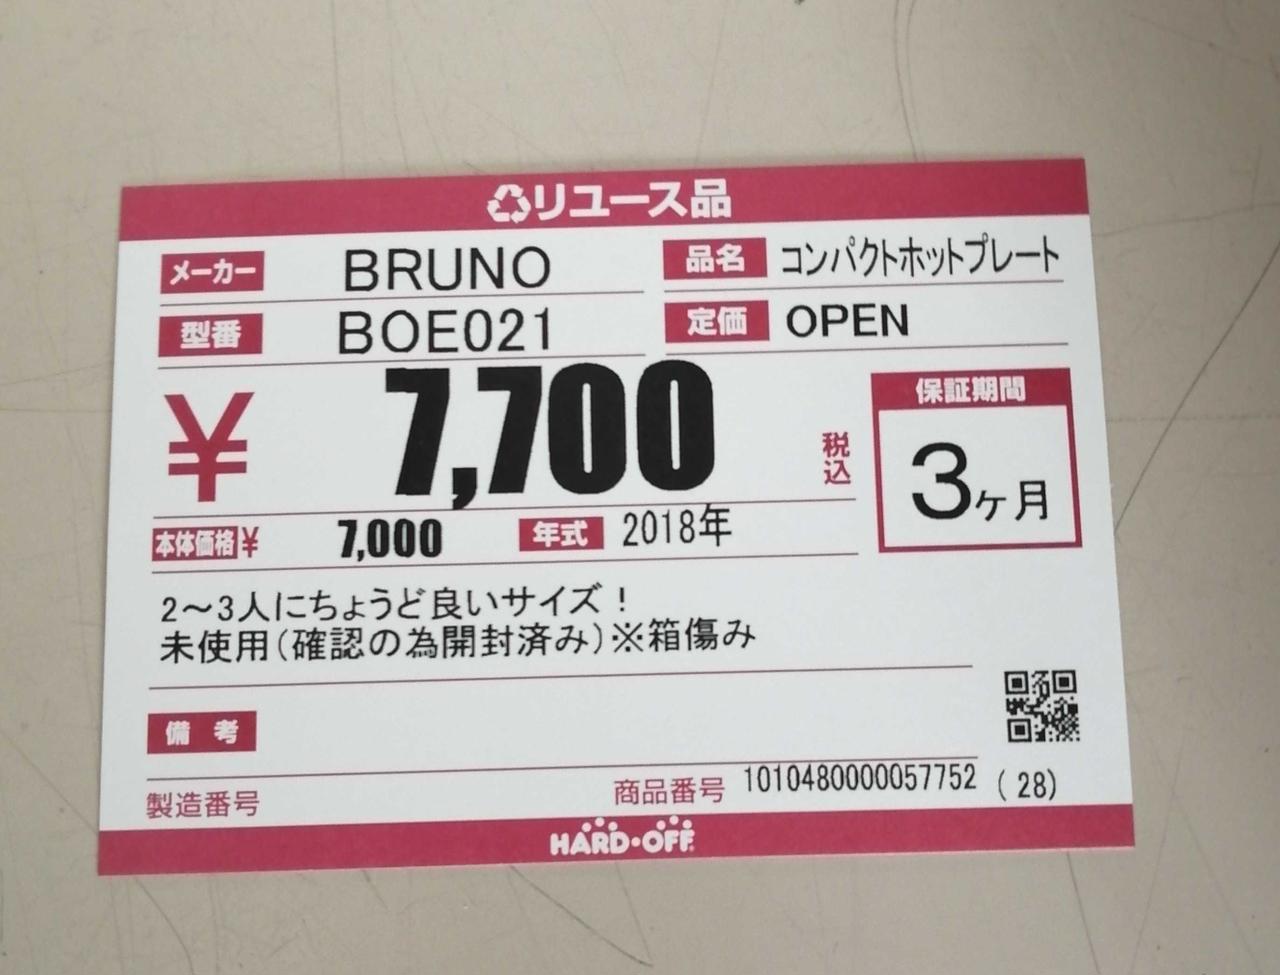 リユース品
メーカー BRUNO 品名 コンパクトホットプレート
型番 BOE021 定価 OPEN
¥ 7,700 税込 保証期間 3ヶ月
本体価格¥ 7,000 年式 2018年
2～3人にちょうど良いサイズ！
未使用(確認の為開封済み)※箱傷み
備考
製造番号 商品番号 1010480000057752 (28)
HARD・OFF